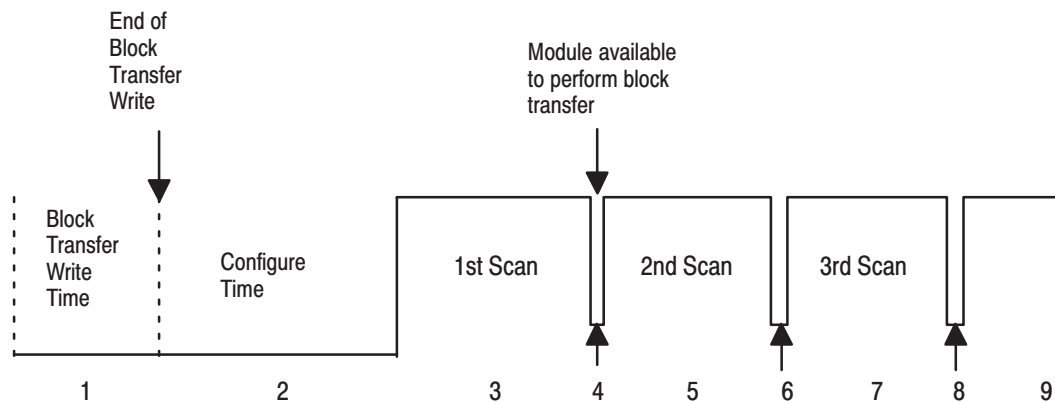 End of
Block
Transfer
Write
Module available
to perform block
transfer
Block
Transfer
Write
Time
Configure
Time
1st Scan
2nd Scan
3rd Scan
1 2 3 4 5 6 7 8 9